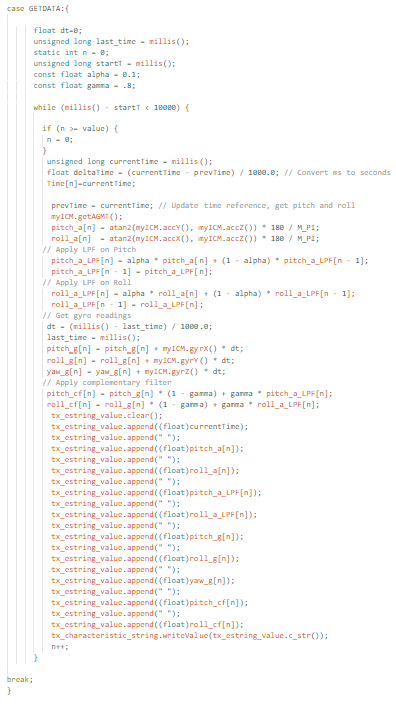 case GETDATA:{
float dt=0;
unsigned long last_time = millis();
static int n = 0;
unsigned long startT = millis();
const float alpha = 0.1;
const float gamma = .8;
while (millis() - startT < 10000) {
if (n >= value) {
n = 0;
}
unsigned long currentTime = millis();
float deltaTime = (currentTime - prevTime) / 1000.0; // Convert ms to seconds
Time[n]=currentTime;
prevTime = currentTime; // Update time reference, get pitch and roll
myICM.getAGMT();
pitch_a[n] = atan2(myICM.accY(), myICM.accZ()) * 180 / M_PI;
roll_a[n]  = atan2(myICM.accX(), myICM.accZ()) * 180 / M_PI;
// Apply LPF on Pitch
pitch_a_LPF[n] = alpha * pitch_a[n] + (1 - alpha) * pitch_a_LPF[n - 1];
pitch_a_LPF[n - 1] = pitch_a_LPF[n];
// Apply LPF on Roll
roll_a_LPF[n] = alpha * roll_a[n] + (1 - alpha) * roll_a_LPF[n - 1];
roll_a_LPF[n - 1] = roll_a_LPF[n];
// Get gyro readings
dt = (millis() - last_time) / 1000.0;
last_time = millis();
pitch_g[n] = pitch_g[n] + myICM.gyrX() * dt;
roll_g[n] = roll_g[n] + myICM.gyrY() * dt;
yaw_g[n] = yaw_g[n] + myICM.gyrZ() * dt;
// Apply complementary filter
pitch_cf[n] = pitch_g[n] * (1 - gamma) + gamma * pitch_a_LPF[n];
roll_cf[n] = roll_g[n] * (1 - gamma) + gamma * roll_a_LPF[n];
tx_estring_value.clear();
tx_estring_value.append((float)currentTime);
tx_estring_value.append(" ");
tx_estring_value.append((float)pitch_a[n]);
tx_estring_value.append(" ");
tx_estring_value.append((float)roll_a[n]);
tx_estring_value.append(" ");
tx_estring_value.append((float)pitch_a_LPF[n]);
tx_estring_value.append(" ");
tx_estring_value.append((float)roll_a_LPF[n]);
tx_estring_value.append(" ");
tx_estring_value.append((float)pitch_g[n]);
tx_estring_value.append(" ");
tx_estring_value.append((float)roll_g[n]);
tx_estring_value.append(" ");
tx_estring_value.append((float)yaw_g[n]);
tx_estring_value.append(" ");
tx_estring_value.append((float)pitch_cf[n]);
tx_estring_value.append(" ");
tx_estring_value.append((float)roll_cf[n]);
tx_characteristic_string.writeValue(tx_estring_value.c_str());
n++;
}
break;
}